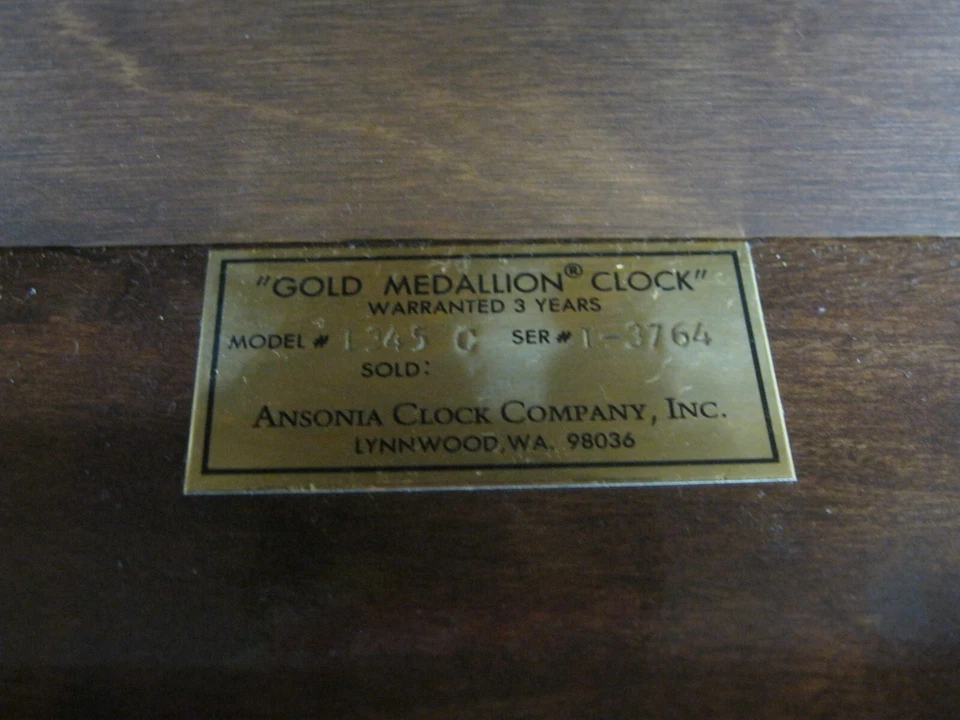 "GOLD MEDALLION® CLOCK"
WARRANTED 3 YEARS
MODEL # 1345 C SER # 1-3764
SOLD:
ANSONIA CLOCK COMPANY, INC.
LYNNWOOD, WA. 98036